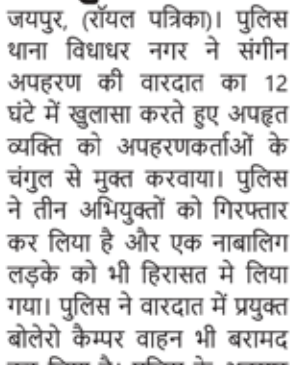 जयपुर, (रॉयल पत्रिका)। पुलिस
थाना विधाधर नगर ने संगीन
अपहरण की वारदात का 12
घंटे में खुलासा करते हुए अपहृत
व्यक्ति को अपहरणकर्ताओं के
चंगुल से मुक्त करवाया। पुलिस
ने तीन अभियुक्तों को गिरफ्तार
कर लिया है और एक नाबालिग
लड़के को भी हिरासत मे लिया
गया। पुलिस ने वारदात में प्रयुक्त
बोलेरो कैम्पर वाहन भी बरामद